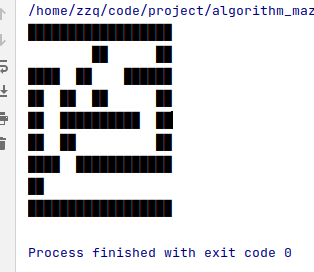 /home/zzq/code/project/algorithm_maz
██████████████████
        ██      ██
████  ██    ██████
██  ██  ██      ██
██  ██████████  ██
██  ██          ██
████  ████████████
██
██████████████████
Process finished with exit code 0